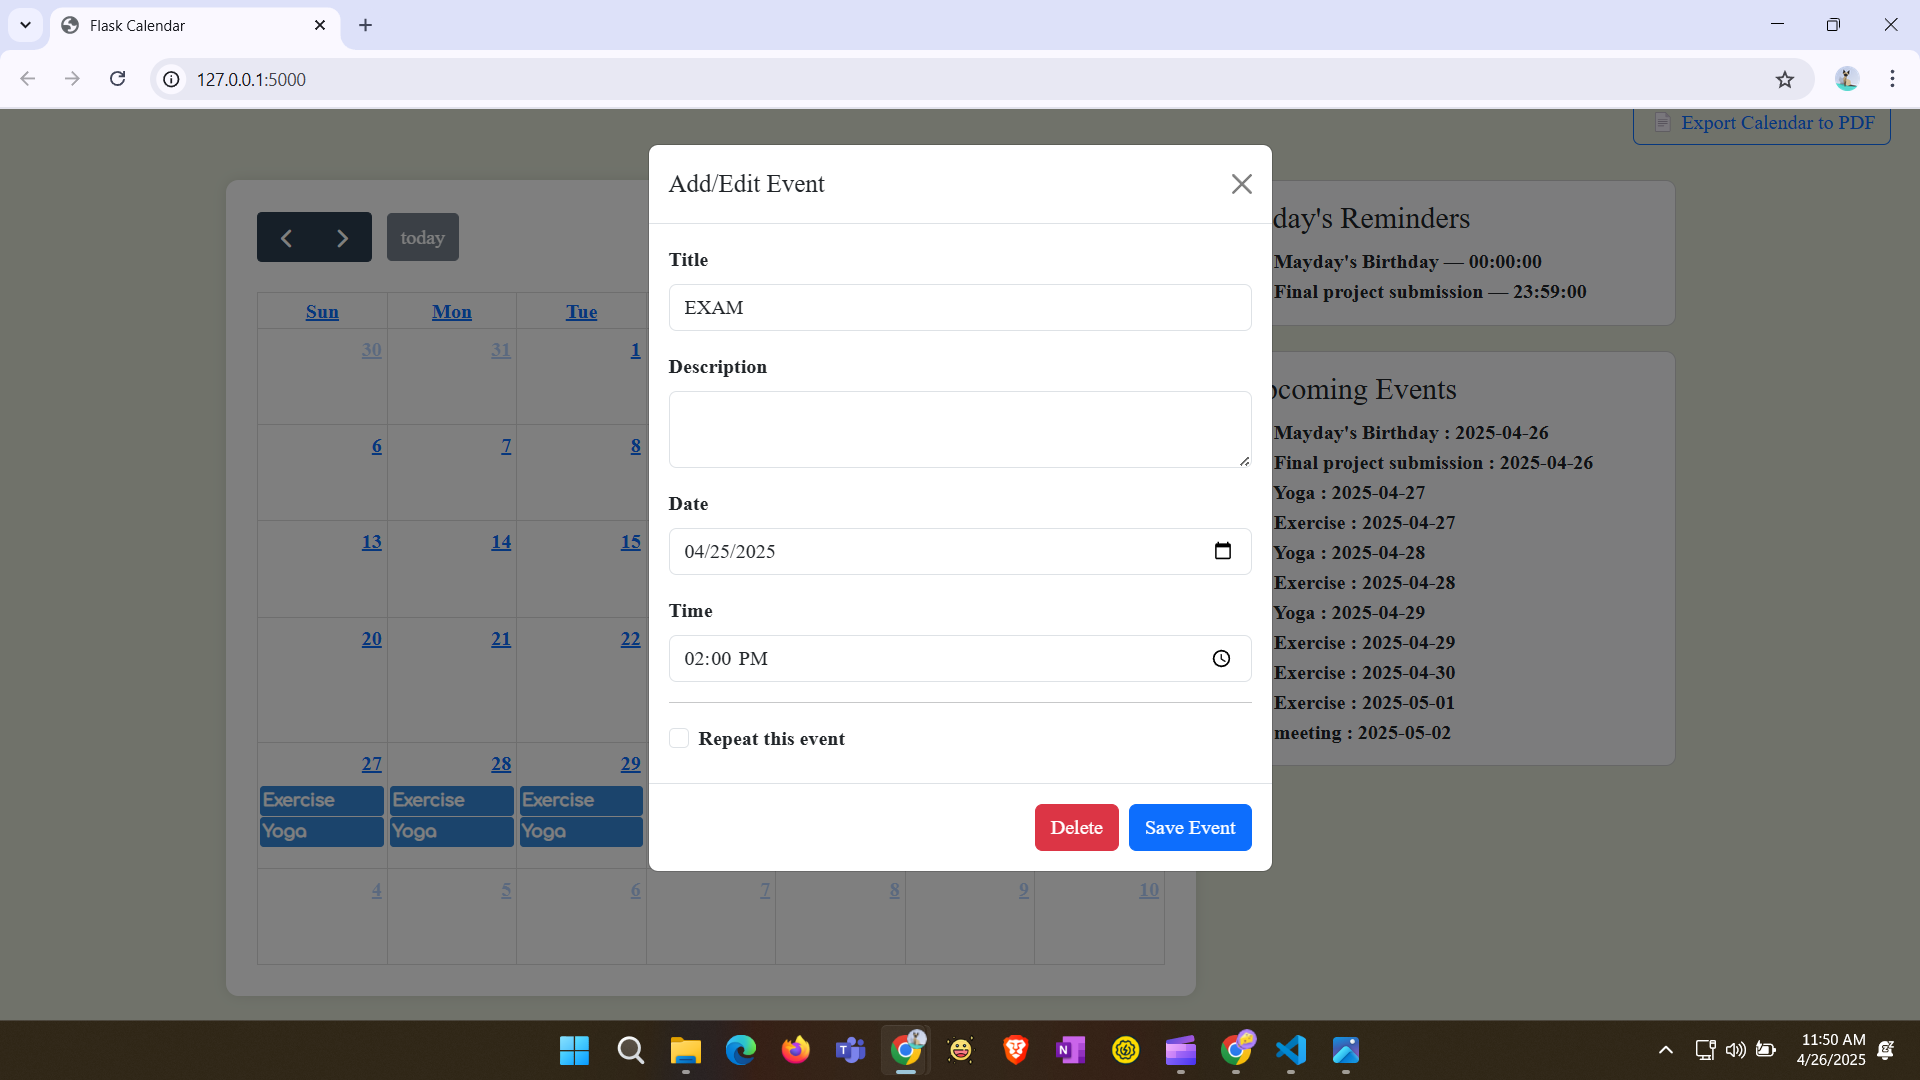 Flask Calendar
127.0.0.1:5000
Export Calendar to PDF
Add/Edit Event
today
day's Reminders
Title
Mayday's Birthday — 00:00:00
EXAM
Final project submission — 23:59:00
Sun Mon Tue
30 31 1
Description
coming Events
Mayday's Birthday : 2025-04-26
6 7 8
Final project submission : 2025-04-26
Yoga : 2025-04-27
Date
Exercise : 2025-04-27
13 14 15
04/25/2025
Yoga : 2025-04-28
Exercise : 2025-04-28
Time
Yoga : 2025-04-29
20 21 22
Exercise : 2025-04-29
02:00 PM
Exercise : 2025-04-30
Exercise : 2025-05-01
Repeat this event
meeting : 2025-05-02
27 28 29
Exercise Exercise Exercise
Yoga Yoga Yoga
Delete Save Event
4 5 6 7 8 9 10
11:50 AM
4/26/2025